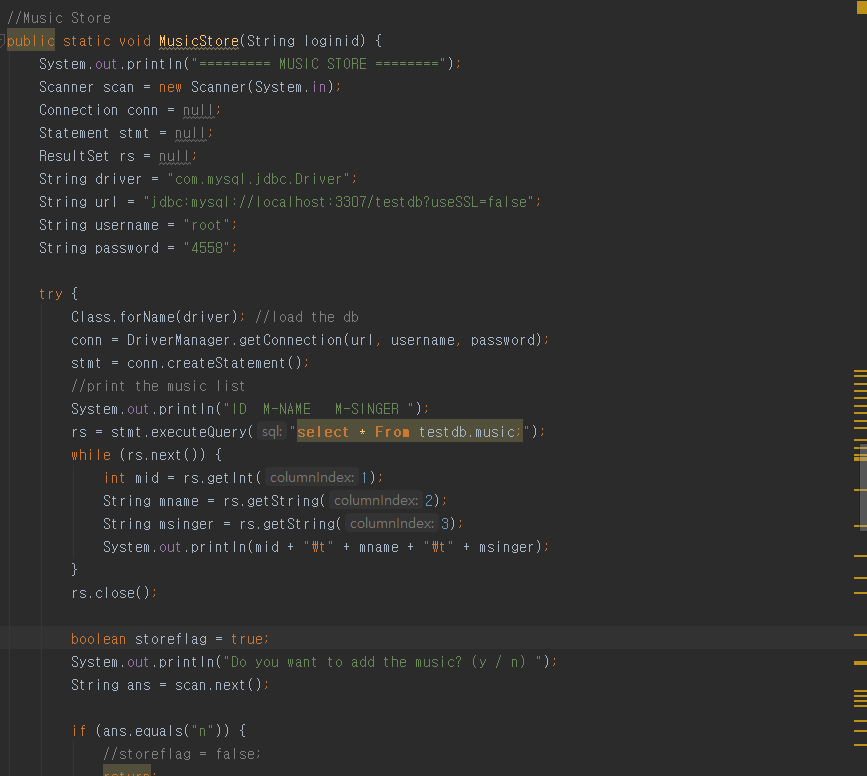 //Music Store
public static void MusicStore(String loginid) {
System.out.println("========= MUSIC STORE ========");
Scanner scan = new Scanner(System.in);
Connection conn = null;
Statement stmt = null;
ResultSet rs = null;
String driver = "com.mysql.jdbc.Driver";
String url = "jdbc:mysql://localhost:3307/testdb?useSSL=false";
String username = "root";
String password = "4558";
try {
Class.forName(driver); //load the db
conn = DriverManager.getConnection(url, username, password);
stmt = conn.createStatement();
//print the music list
System.out.println("ID  M-NAME   M-SINGER ");
rs = stmt.executeQuery( sql: "select * From testdb.music;");
while (rs.next()) {
int mid = rs.getInt( columnIndex: 1);
String mname = rs.getString( columnIndex: 2);
String msinger = rs.getString( columnIndex: 3);
System.out.println(mid + "₩t" + mname + "₩t" + msinger);
}
rs.close();
boolean storeflag = true;
System.out.println("Do you want to add the music? (y / n) ");
String ans = scan.next();
if (ans.equals("n")) {
//storeflag = false;
return;